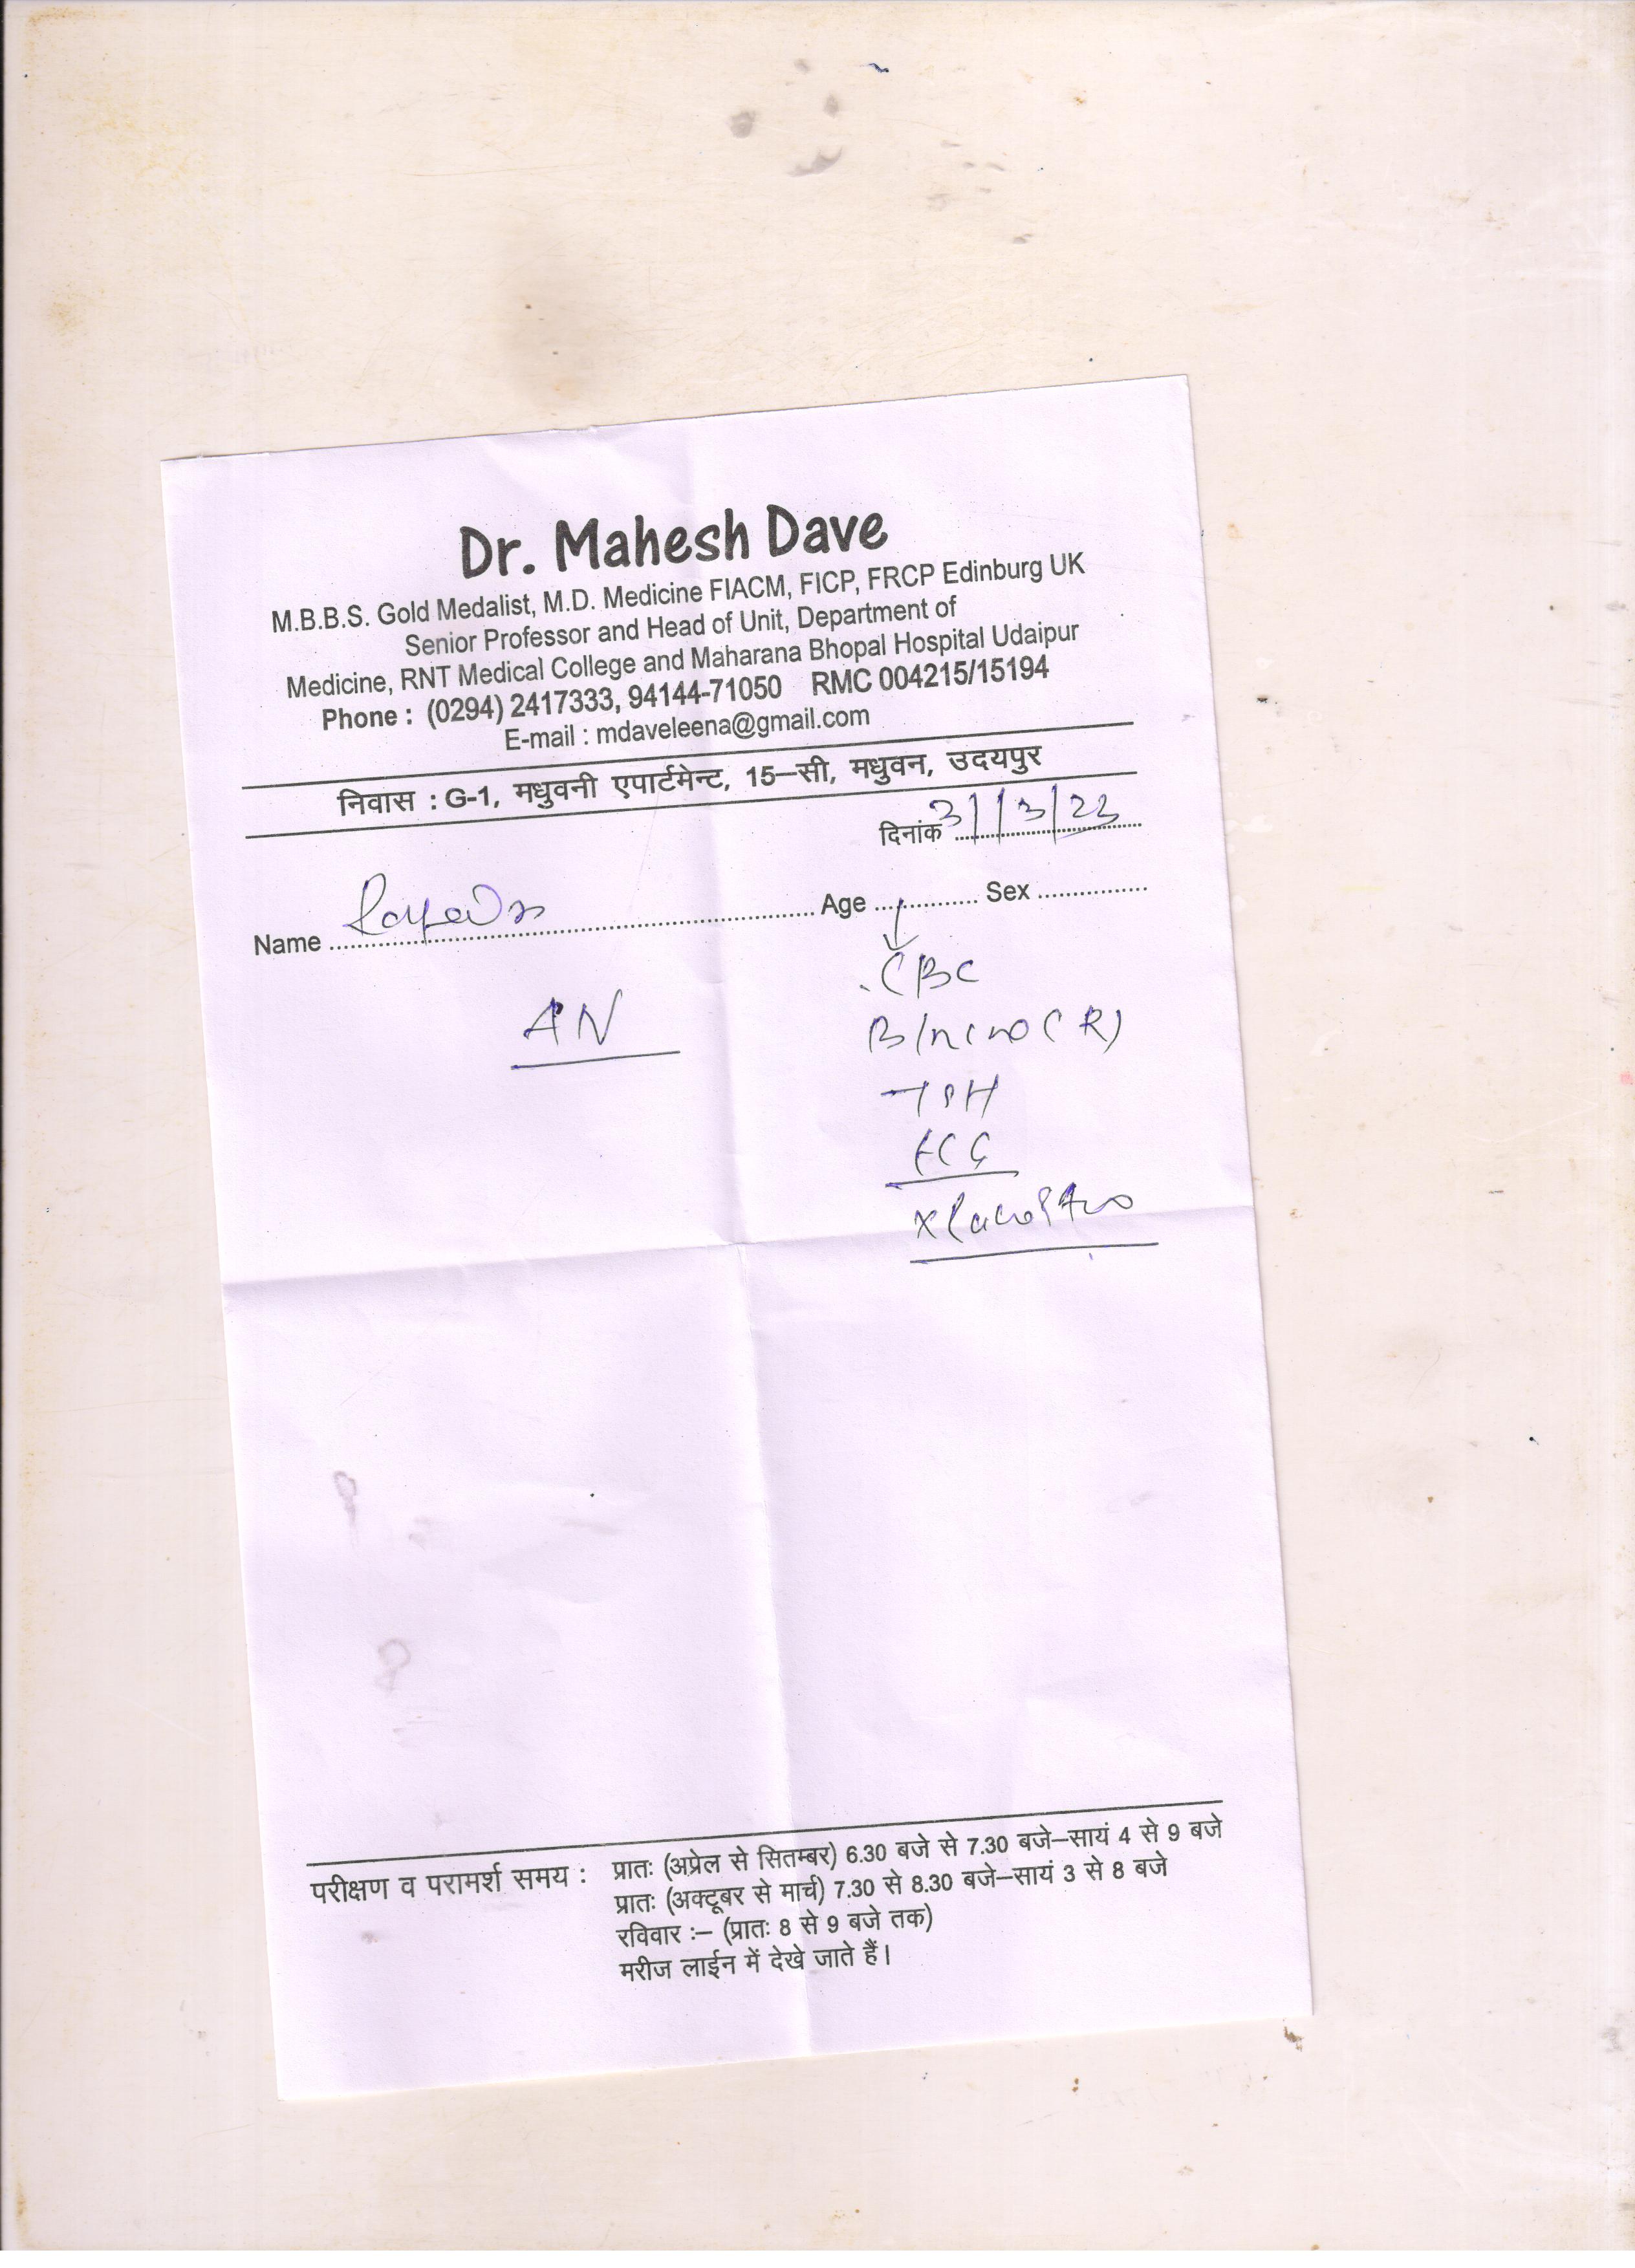 Dr. Mahesh Dave
M.B.B.S. Gold Medalist, M.D. Medicine FIACM, FICP, FRCP Edinburg UK
Senior Professor and Head of Unit, Department of
Medicine, RNT Medical College and Maharana Bhopal Hospital Udaipur
Phone : (0294) 2417333, 94144-71050 RMC 004215/15194
E-mail : mdaveleena@gmail.com
निवास : G-1, मधुवनी एपार्टमेन्ट, 15–सी, मधुवन, उदयपुर
दिनांक 31/3/23
Name Age Sex
CBC
AN
(R)
TSH
ECG
परीक्षण व परामर्श समय : प्रातः (अप्रेल से सितम्बर) 6.30 बजे से 7.30 बजे–सायं 4 से 9 बजे
प्रातः (अक्टूबर से मार्च) 7.30 से 8.30 बजे–सायं 3 से 8 बजे
रविवार :– (प्रातः 8 से 9 बजे तक)
मरीज लाईन में देखे जाते हैं।